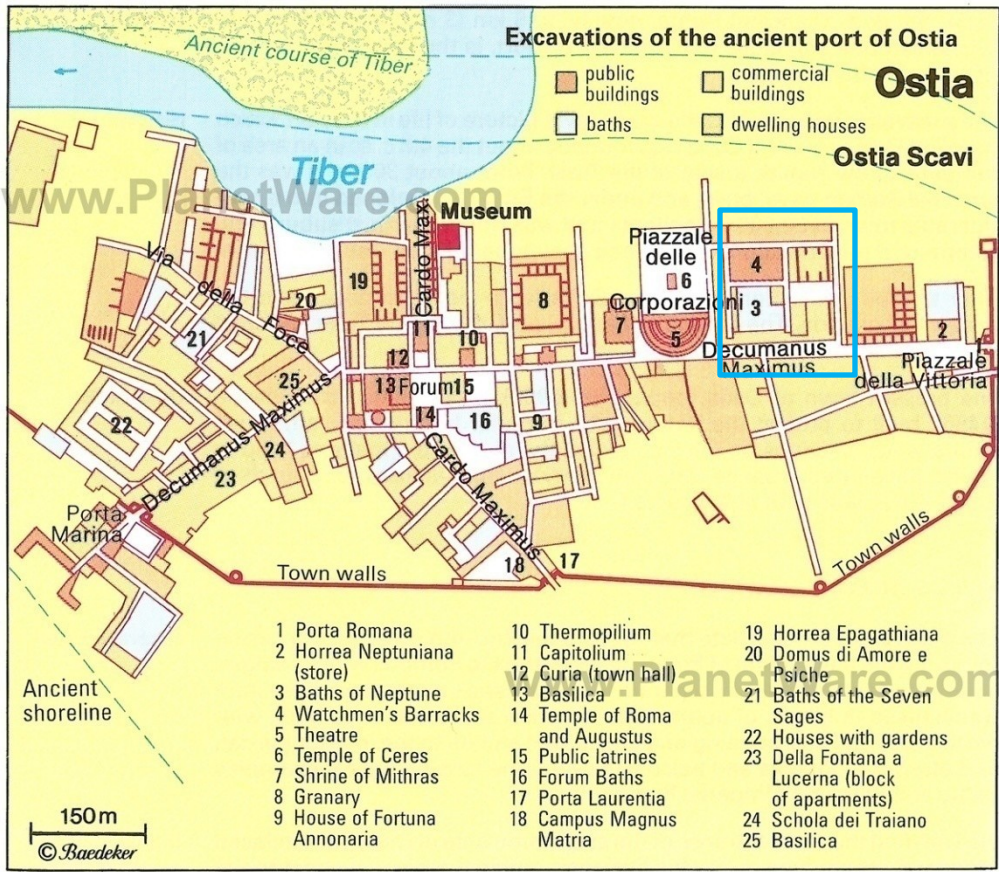 Excavations of the ancient port of Ostia
public buildings
commercial buildings
baths
dwelling houses
Ostia
Ostia Scavi
Ancient course of Tiber
Tiber
www.PlanetWare.com
Museum
Cardo Max.
Piazzale delle Corporazioni
Via della Foce
Decumanus Maximus
Piazzale della Vittoria
Forum
Decumanus Maximus
Cardo Maximus
Porta Marina
Town walls
Town walls
Ancient shoreline
19
20
21
22
23
24
25
11
12
10
13
15
14
16
9
8
7
6
5
4
3
2
1
18
17
1 Porta Romana
2 Horrea Neptuniana
(store)
3 Baths of Neptune
4 Watchmen's Barracks
5 Theatre
6 Temple of Ceres
7 Shrine of Mithras
8 Granary
9 House of Fortuna
Annonaria
10 Thermopilium
11 Capitolium
12 Curia (town hall)
13 Basilica
14 Temple of Roma
and Augustus
15 Public latrines
16 Forum Baths
17 Porta Laurentia
18 Campus Magnus
Matria
19 Horrea Epagathiana
20 Domus di Amore e
Psiche
21 Baths of the Seven
Sages
22 Houses with gardens
23 Della Fontana a
Lucerna (block
of apartments)
24 Schola dei Traiano
25 Basilica
www.PlanetWare.com
150 m
© Baedeker